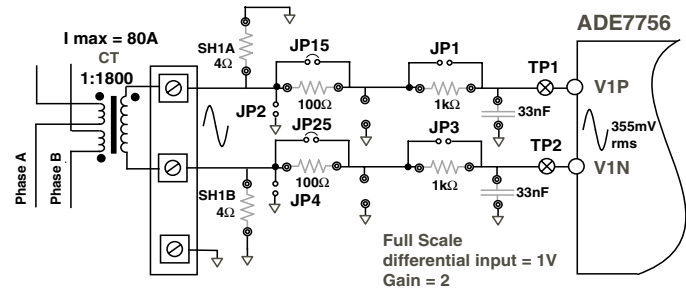 ADE7756
I max = 80A
CT
1:1800
SH1A
4Ω
JP15
JP1
TP1
V1P
JP2
100Ω
1kΩ
33nF
JP25
JP3
TP2
355mV
rms
V1N
Phase A
Phase B
SH1B
4Ω
100Ω
JP4
1kΩ
33nF
Full Scale
differential input = 1V
Gain = 2